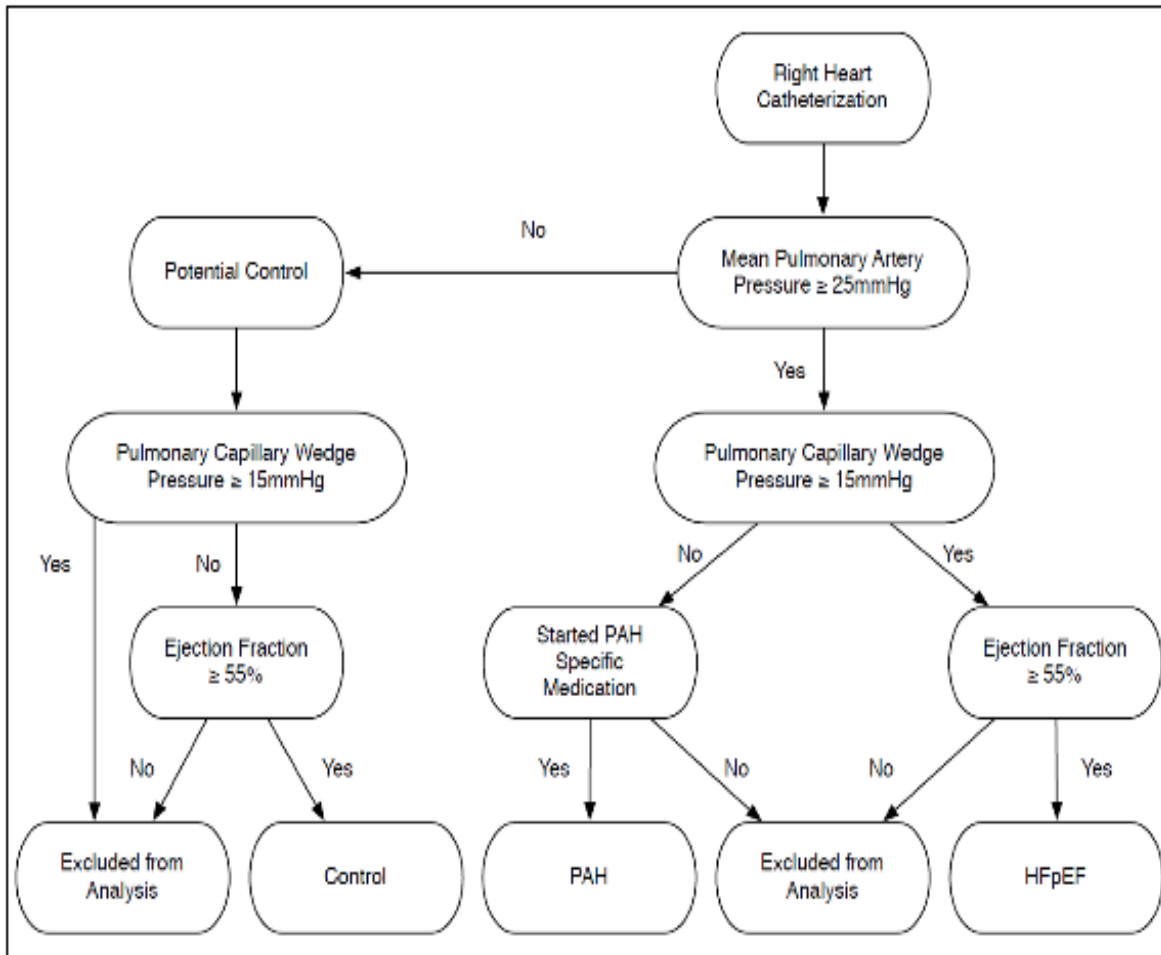 Right Heart
Catheterization
No
Potential Control
Mean Pulmonary Artery
Pressure ≥ 25mmHg
Yes
Pulmonary Capillary Wedge
Pressure ≥ 15mmHg
Pulmonary Capillary Wedge
Pressure ≥ 15mmHg
Yes
No
No
Yes
Ejection Fraction
≥ 55%
Started PAH
Specific
Medication
Ejection Fraction
≥ 55%
No
Yes
Yes
No
No
Yes
Excluded from
Analysis
Control
PAH
Excluded from
Analysis
HFpEF